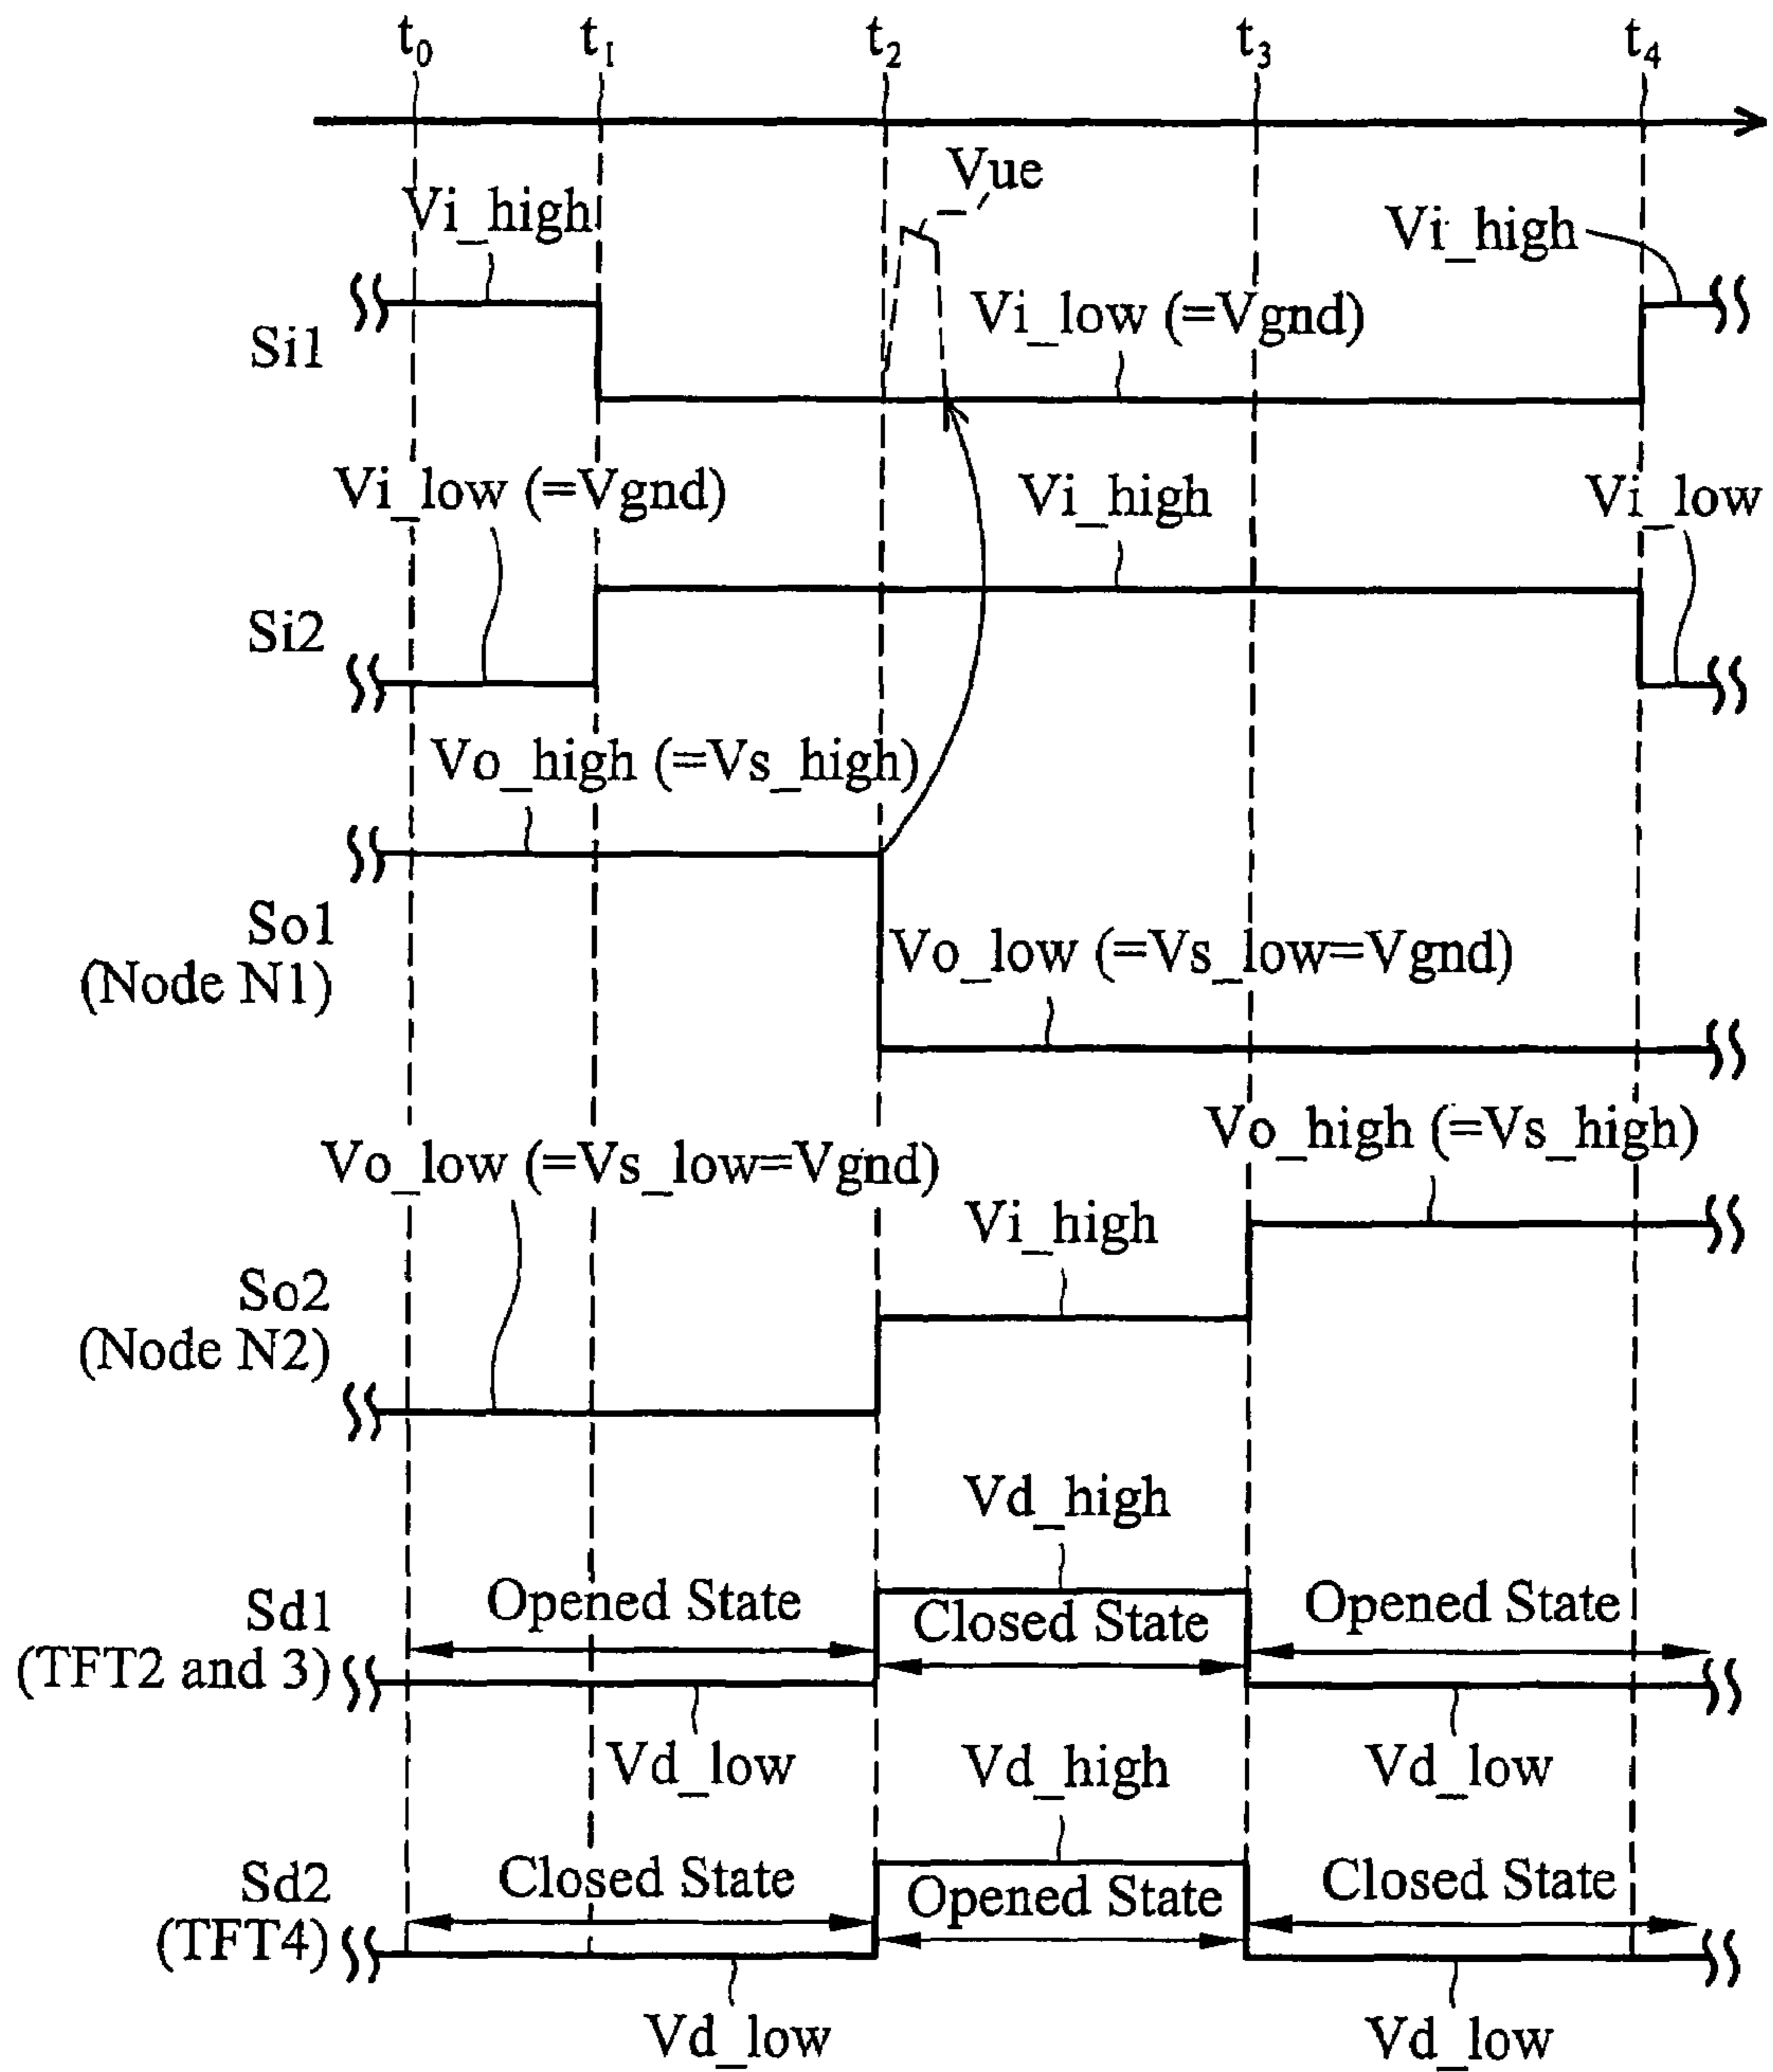 t0 t1 t2 t3 t4
Vue
Vi_high
Vi_high
Vi_low (=Vgnd)
Si1
Vi_low (=Vgnd)
Vi_high
Vi_low
Si2
Vo_high (=Vs_high)
So1
(Node N1)
Vo_low (=Vs_low=Vgnd)
Vo_high (=Vs_high)
Vo_low (=Vs_low=Vgnd)
Vi_high
So2
(Node N2)
Vd_high
Sd1
(TFT2 and 3)
Opened State
Closed State
Opened State
Vd_low
Vd_high
Vd_low
Sd2
(TFT4)
Closed State
Opened State
Closed State
Vd_low
Vd_low